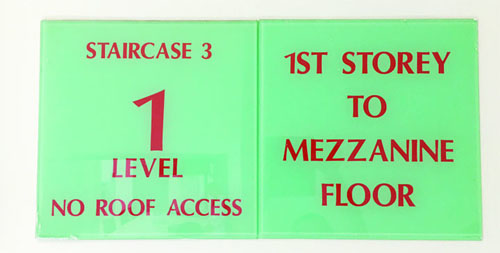 STAIRCASE 3
1
LEVEL
NO ROOF ACCESS
1ST STOREY
TO
MEZZANINE
FLOOR